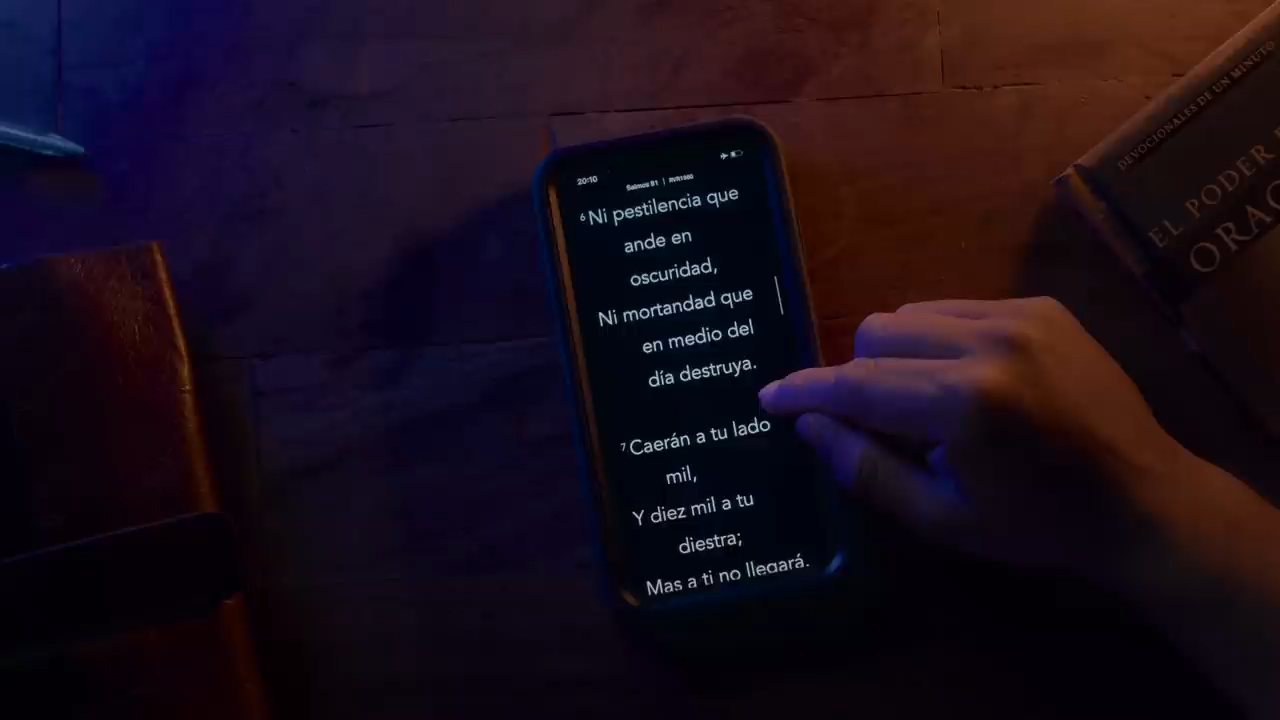 20:10
Salmos 91 | RVR1960
6 Ni pestilencia que
ande en
oscuridad,
Ni mortandad que
en medio del
día destruya.
7 Caerán a tu lado
mil,
Y diez mil a tu
diestra;
Mas a ti no llegará.
DEVOCIONALES DE UN MINUTO
EL PODER